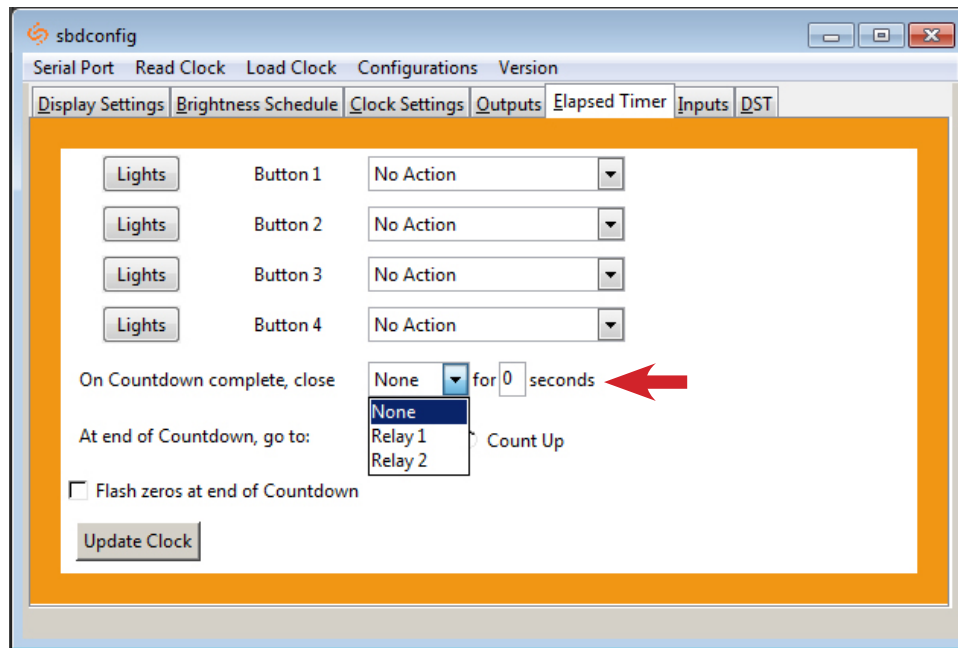 sbdconfig
Serial Port Read Clock Load Clock Configurations Version
Display Settings Brightness Schedule Clock Settings Outputs Elapsed Timer Inputs DST
Lights Button 1 No Action
Lights Button 2 No Action
Lights Button 3 No Action
Lights Button 4 No Action
On Countdown complete, close None for 0 seconds
None
At end of Countdown, go to: Relay 1 Count Up
Relay 2
Flash zeros at end of Countdown
Update Clock